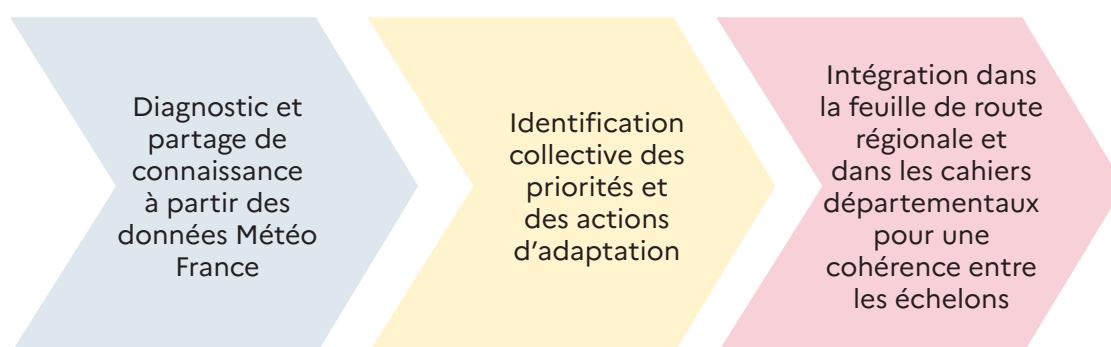 Diagnostic et
partage de
connaissance
à partir des
données Météo
France
Identification
collective des
priorités et
des actions
d'adaptation
Intégration dans
la feuille de route
régionale et
dans les cahiers
départementaux
pour une
cohérence entre
les échelons